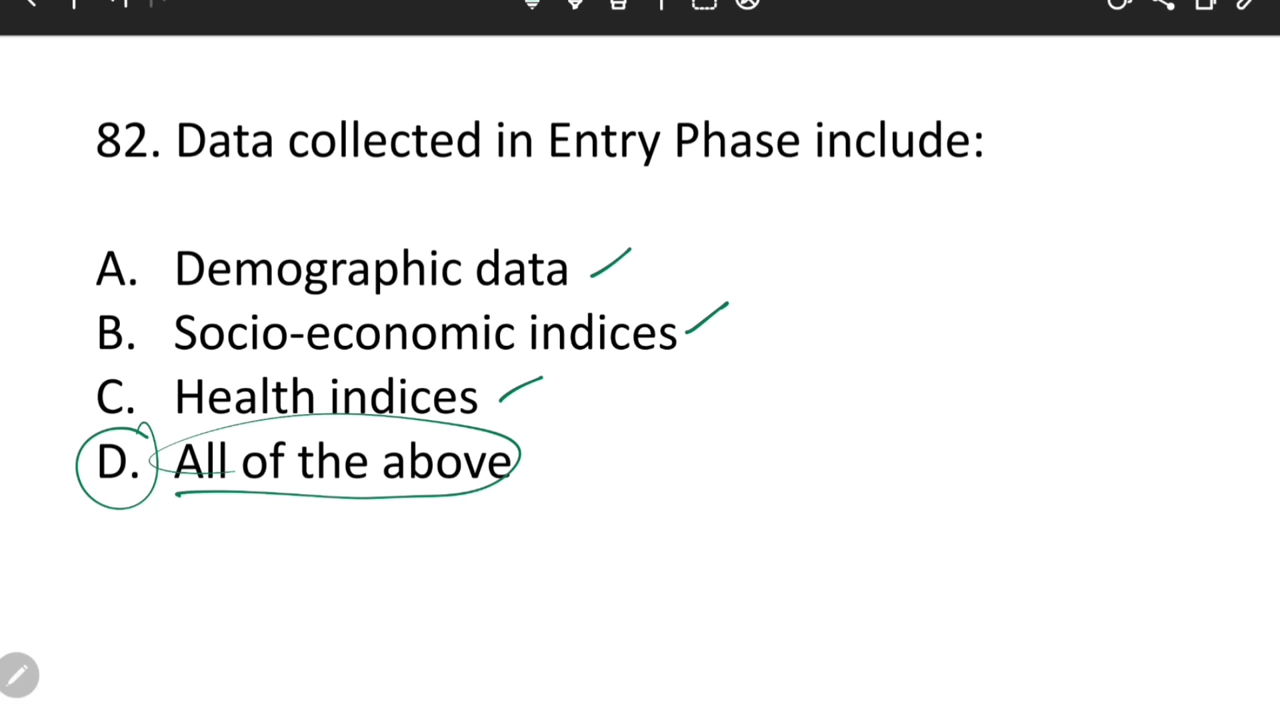 82. Data collected in Entry Phase include:
A. Demographic data
B. Socio-economic indices
C. Health indices
D. All of the above